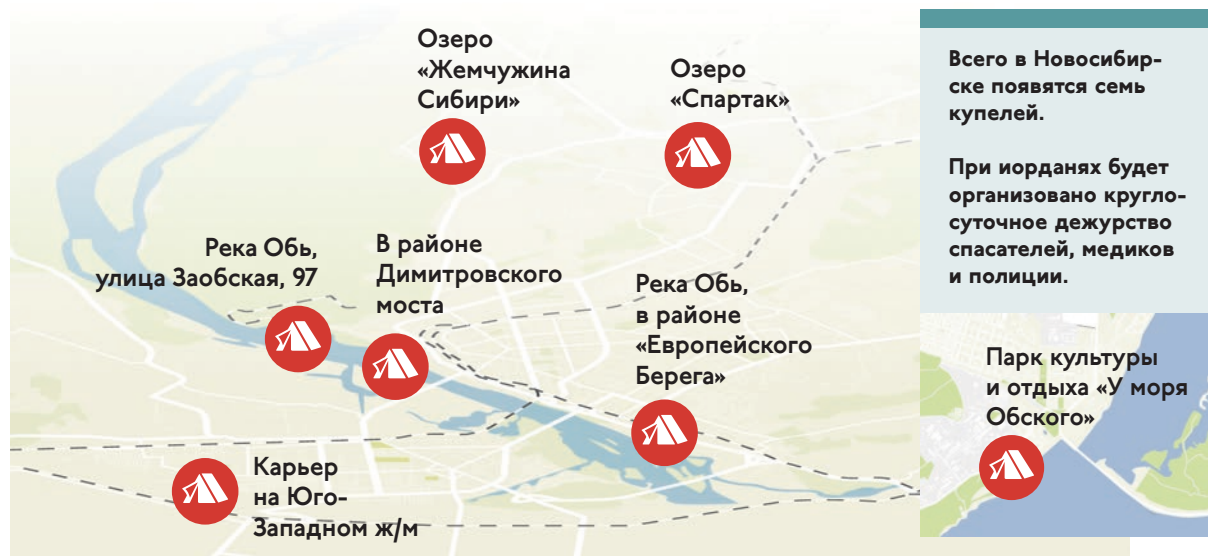 Озеро
«Жемчужина
Сибири»
Озеро
«Спартак»
Река Обь,
улица Заобская, 97
В районе
Димитровского
моста
Река Обь,
в районе
«Европейского
Берега»
Карьер
на Юго-
Западном ж/м
Всего в Новосибир-
ске появятся семь
купелей.
При иорданях будет
организовано кругло-
суточное дежурство
спасателей, медиков
и полиции.
Парк культуры
и отдыха «У моря
Обского»